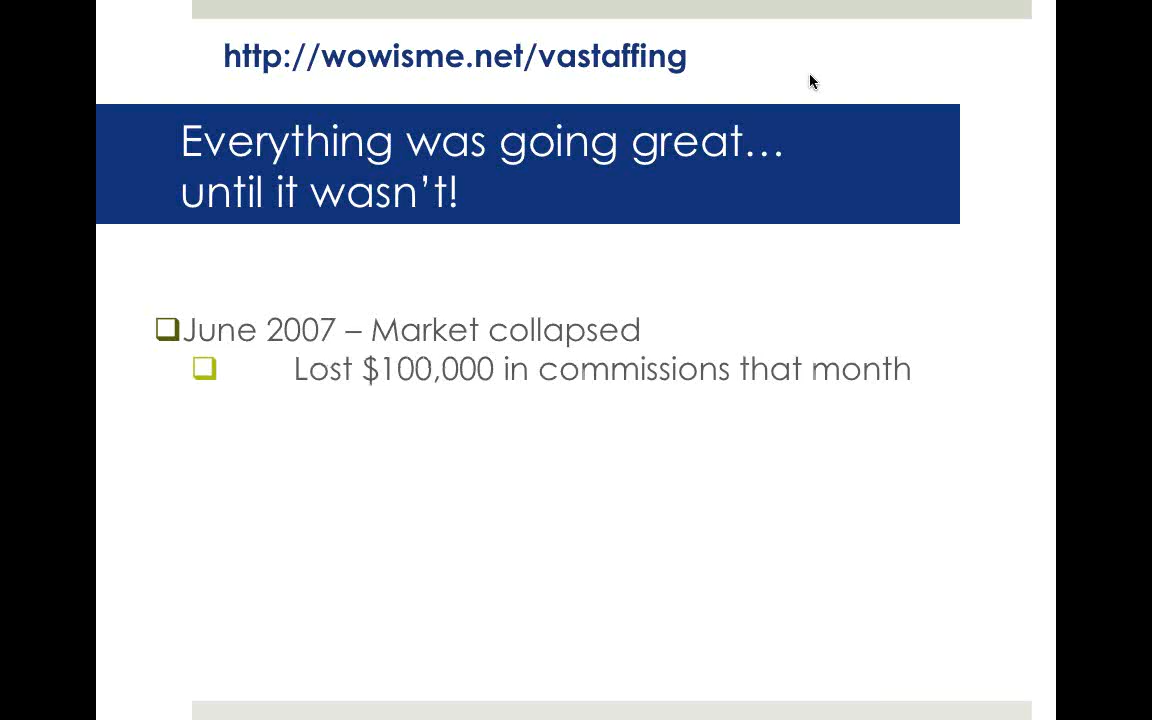 http://wowisme.net/vastaffing
Everything was going great…
until it wasn’t!
❑June 2007 – Market collapsed
❑ Lost $100,000 in commissions that month